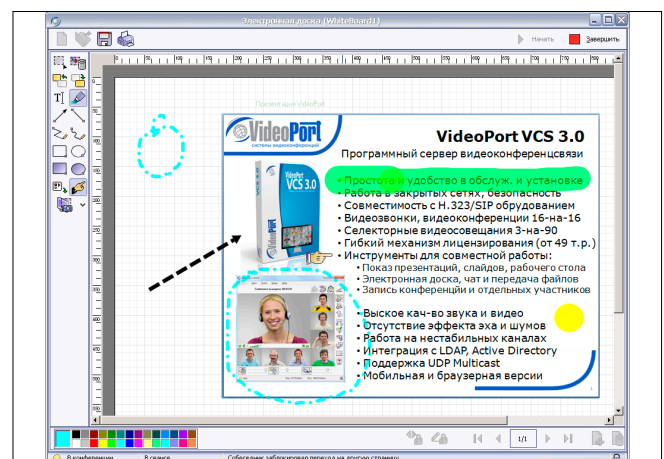 Электронная доска (WhiteBoard1)
Начать
Завершить
Презентация VideoPort
VideoPort
системы видеоконференций
VideoPort VCS 3.0
Программный сервер видеоконференцсвязи
VideoPort
VCS 3.0
• Простота и удобство в обслуж. и установке
• Работа в закрытых сетях, безопасность
• Совместимость с H.323/SIP обрудованием
• Видеозвонки, видеоконференции 16-на-16
• Селекторные видеосовещания 3-на-90
• Гибкий механизм лицензирования (от 49 т.р.)
• Инструменты для совместной работы:
• Показ презентаций, слайдов, рабочего стола
• Электронная доска, чат и передача файлов
• Запись конференций и отдельных участников
• Выское кач-во звука и видео
• Отсутствие эффекта эха и шумов
• Работа на нестабильных каналах
• Интеграция с LDAP, Active Directory
• Поддержка UDP Multicast
• Мобильная и браузерная версии
1
1/1
В конференции
В сеансе
Собеседник заблокировал переход на другую страницу